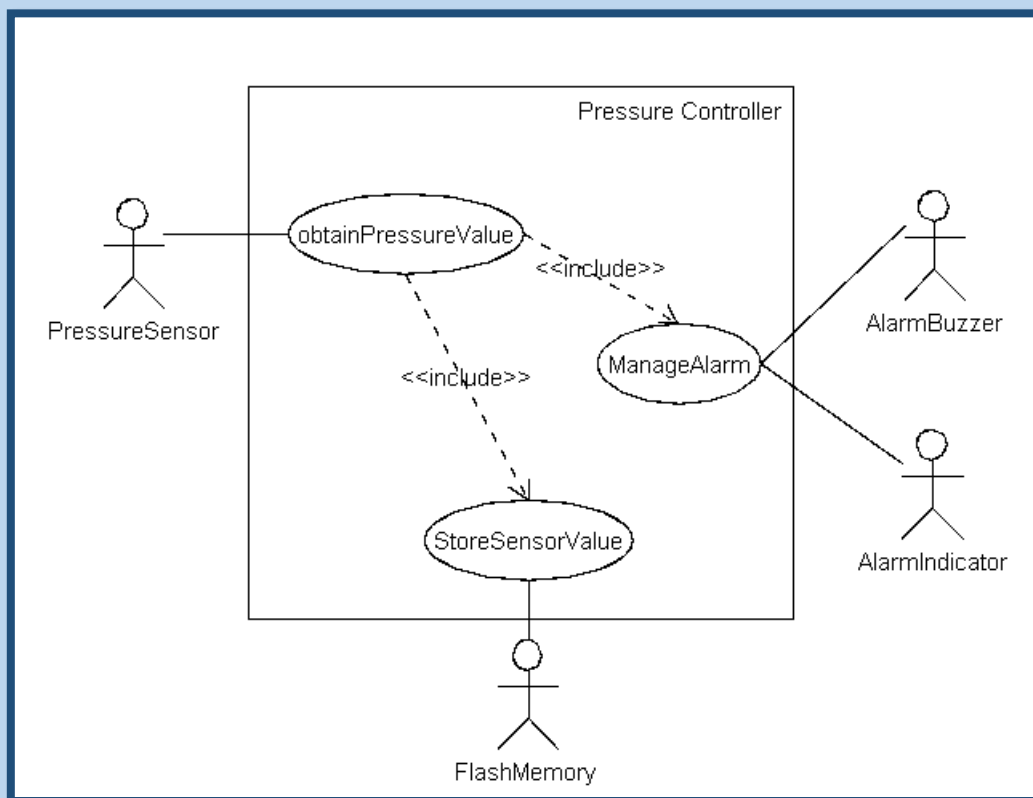 Pressure Controller
obtainPressureValue
<<include>>
PressureSensor
AlarmBuzzer
ManageAlarm
<<include>>
StoreSensorValue
AlarmIndicator
FlashMemory